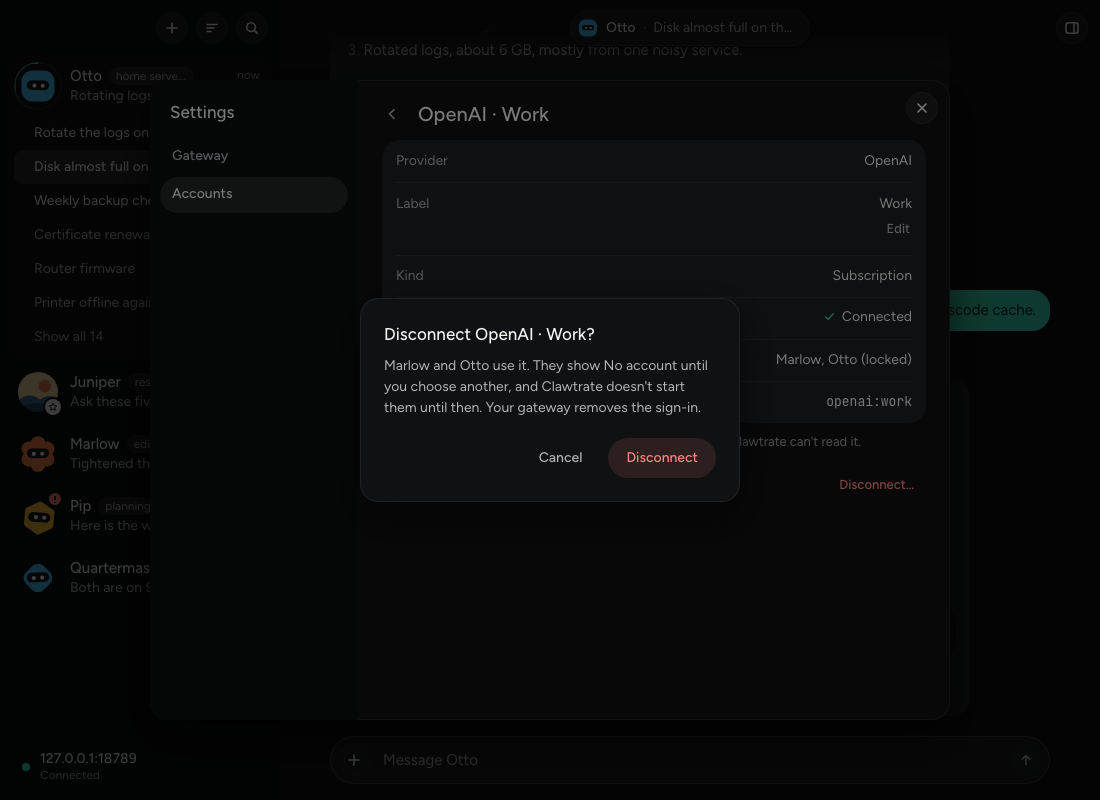 Otto · Disk almost full on th...
3. Rotated logs, about 6 GB, mostly from one noisy service.
Otto home serve... now
Rotating logs
Rotate the logs on
Disk almost full on
Weekly backup che
Certificate renewa
Router firmware
Printer offline again
Show all 14
Juniper res
Ask these fiv
Marlow edi
Tightened th
Pip planning
Here is the w
Quartermas
Both are on S
127.0.0.1:18789
Connected
Settings
Gateway
Accounts
OpenAI · Work
Provider OpenAI
Label Work
Edit
Kind Subscription
Connected
Marlow, Otto (locked)
openai:work
lawtrate can't read it.
Disconnect...
scode cache.
Disconnect OpenAI · Work?
Marlow and Otto use it. They show No account until
you choose another, and Clawtrate doesn't start
them until then. Your gateway removes the sign-in.
Cancel Disconnect
Message Otto